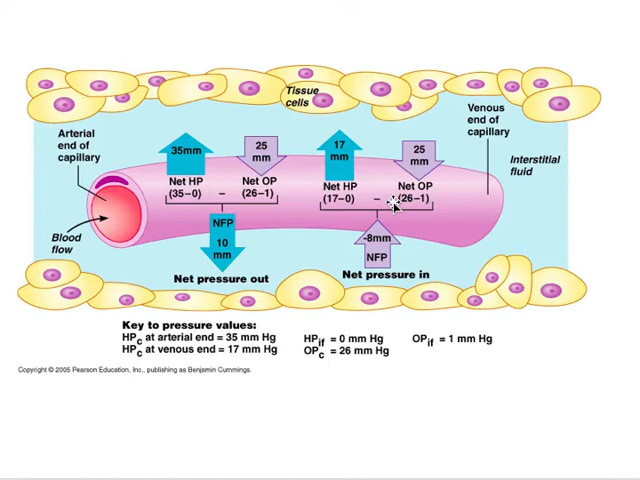 Tissue
cells
Arterial
end of
capillary
35mm
25
mm
17
mm
25
mm
Venous
end of
capillary
Interstitial
fluid
Net HP
(35–0)
–
Net OP
(26–1)
Net HP
(17–0)
–
Net OP
(26–1)
Blood
flow
NFP
10
mm
Net pressure out
-8mm
NFP
Net pressure in
Key to pressure values:
HPc at arterial end = 35 mm Hg
HPc at venous end = 17 mm Hg
HPif = 0 mm Hg
OPc = 26 mm Hg
OPif = 1 mm Hg
Copyright © 2005 Pearson Education, Inc., publishing as Benjamin Cummings.